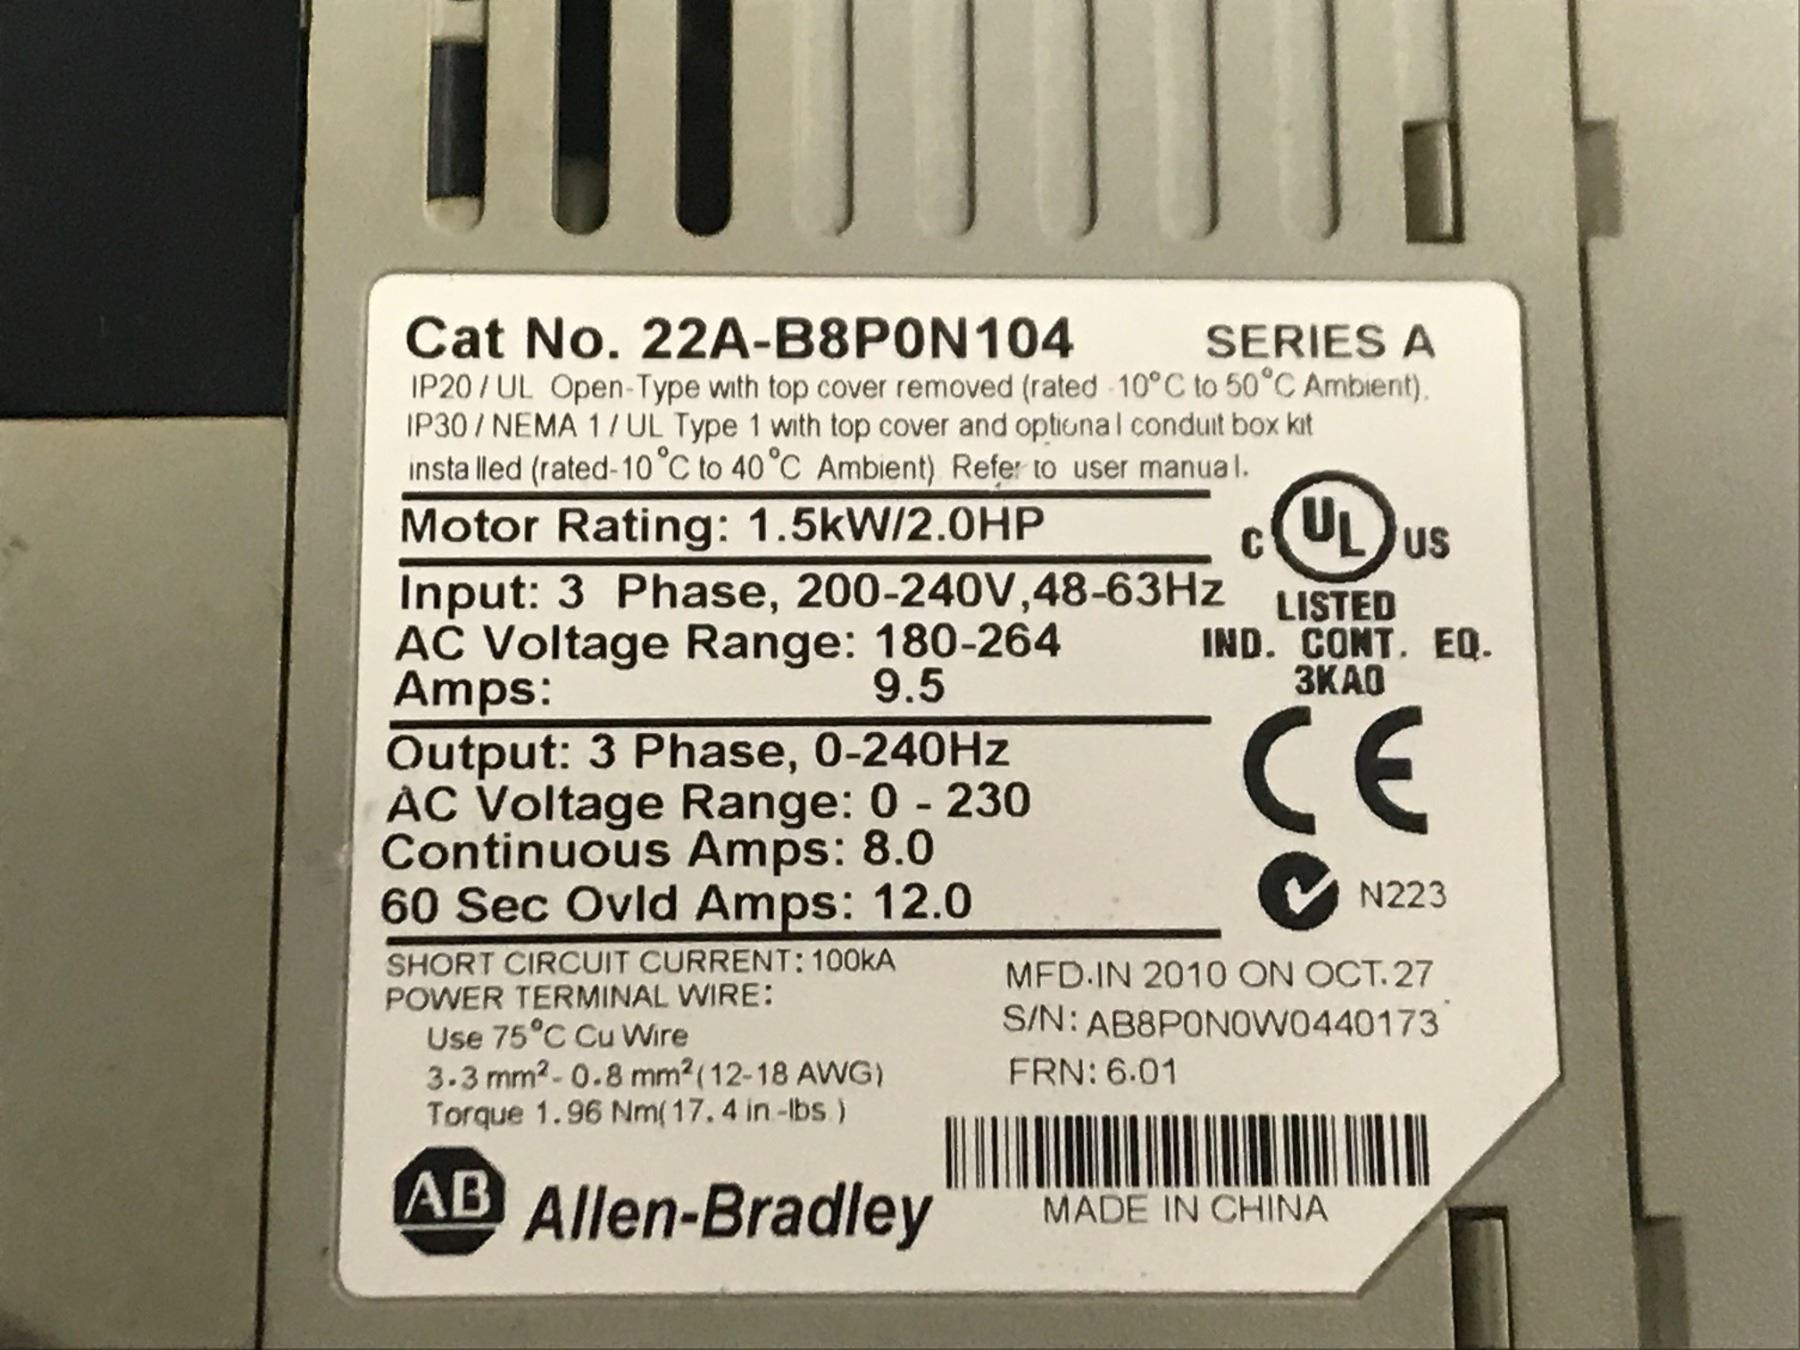 Cat No. 22A-B8P0N104 SERIES A
IP20 / UL Open-Type with top cover removed (rated -10°C to 50°C Ambient).
IP30 / NEMA 1 / UL Type 1 with top cover and optional conduit box kit
installed (rated-10°C to 40°C Ambient) Refer to user manual.
Motor Rating: 1.5kW/2.0HP
C UL US
Input: 3 Phase, 200-240V,48-63Hz
LISTED
AC Voltage Range: 180-264
IND. CONT. EQ.
Amps: 9.5
3KA0
Output: 3 Phase, 0-240Hz
CE
AC Voltage Range: 0 - 230
Continuous Amps: 8.0
60 Sec Ovld Amps: 12.0
N223
SHORT CIRCUIT CURRENT: 100kA
POWER TERMINAL WIRE:
Use 75°C Cu Wire
3.3 mm²- 0.8 mm²(12-18 AWG)
Torque 1.96 Nm(17.4 in-lbs )
MFD.IN 2010 ON OCT.27
S/N: AB8P0N0W0440173
FRN: 6.01
AB Allen-Bradley
MADE IN CHINA